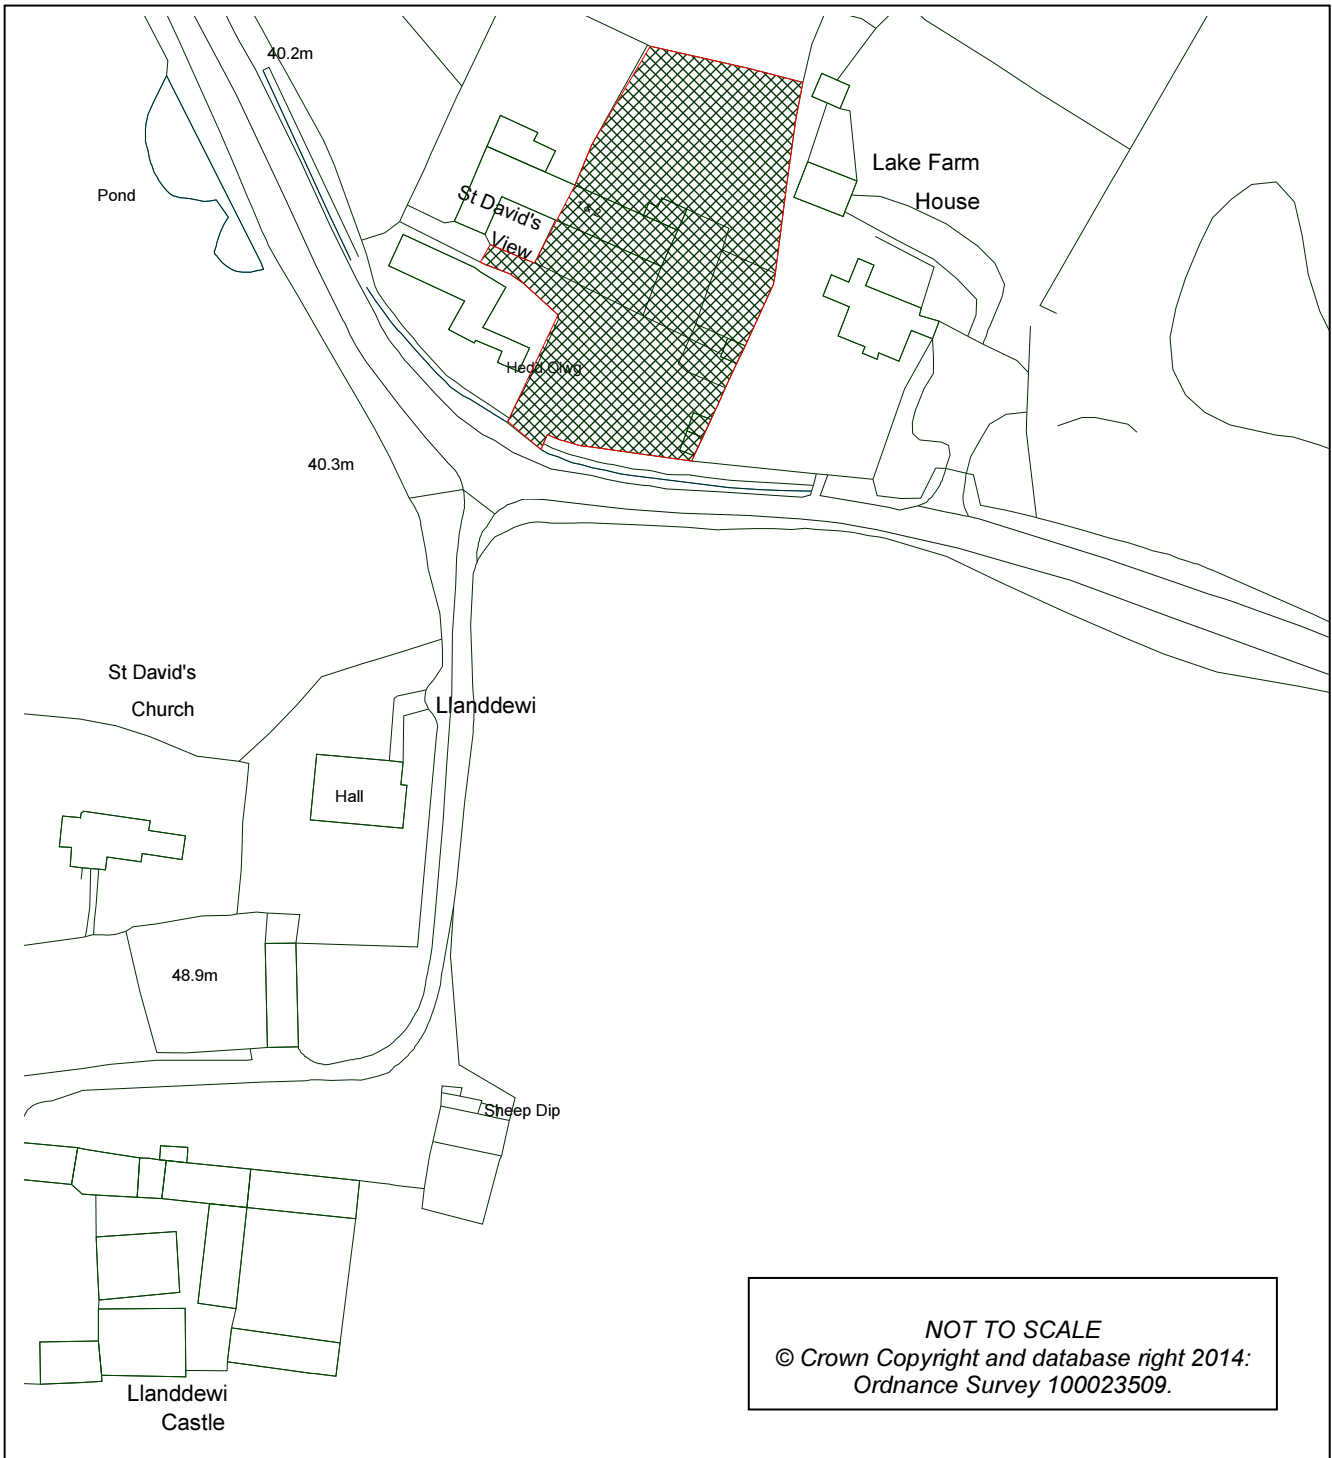 40.2m
Pond
Lake Farm
House
St David's
View
Hedd Olwg
40.3m
St David's
Church
Llanddewi
Hall
48.9m
Sheep Dip
Llanddewi
Castle
NOT TO SCALE
© Crown Copyright and database right 2014:
Ordnance Survey 100023509.